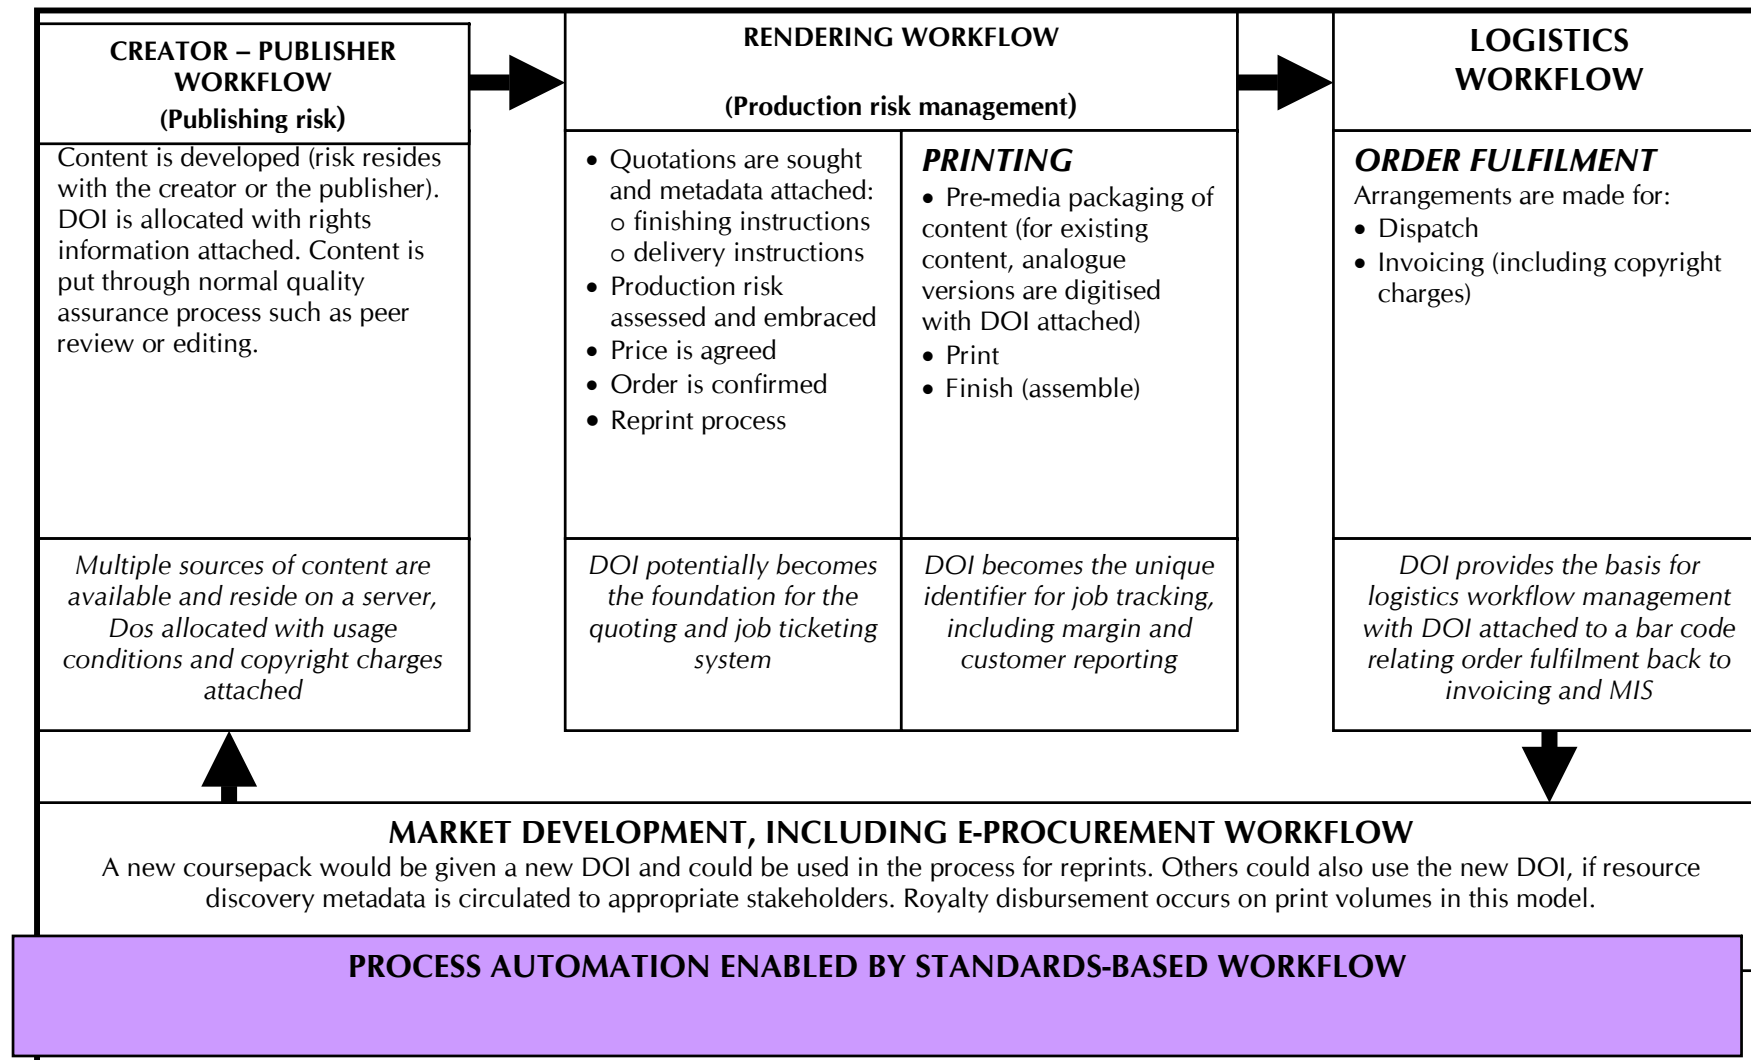 CREATOR – PUBLISHER
WORKFLOW
(Publishing risk)
Content is developed (risk resides
with the creator or the publisher).
DOI is allocated with rights
information attached. Content is
put through normal quality
assurance process such as peer
review or editing.
Multiple sources of content are
available and reside on a server,
Dos allocated with usage
conditions and copyright charges
attached
RENDERING WORKFLOW
(Production risk management)
• Quotations are sought
and metadata attached:
o finishing instructions
o delivery instructions
• Production risk
assessed and embraced
• Price is agreed
• Order is confirmed
• Reprint process
DOI potentially becomes
the foundation for the
quoting and job ticketing
system
PRINTING
• Pre-media packaging of
content (for existing
content, analogue
versions are digitised
with DOI attached)
• Print
• Finish (assemble)
DOI becomes the unique
identifier for job tracking,
including margin and
customer reporting
LOGISTICS
WORKFLOW
ORDER FULFILMENT
Arrangements are made for:
• Dispatch
• Invoicing (including copyright
charges)
DOI provides the basis for
logistics workflow management
with DOI attached to a bar code
relating order fulfilment back to
invoicing and MIS
MARKET DEVELOPMENT, INCLUDING E-PROCUREMENT WORKFLOW
A new coursepack would be given a new DOI and could be used in the process for reprints. Others could also use the new DOI, if resource
discovery metadata is circulated to appropriate stakeholders. Royalty disbursement occurs on print volumes in this model.
PROCESS AUTOMATION ENABLED BY STANDARDS-BASED WORKFLOW